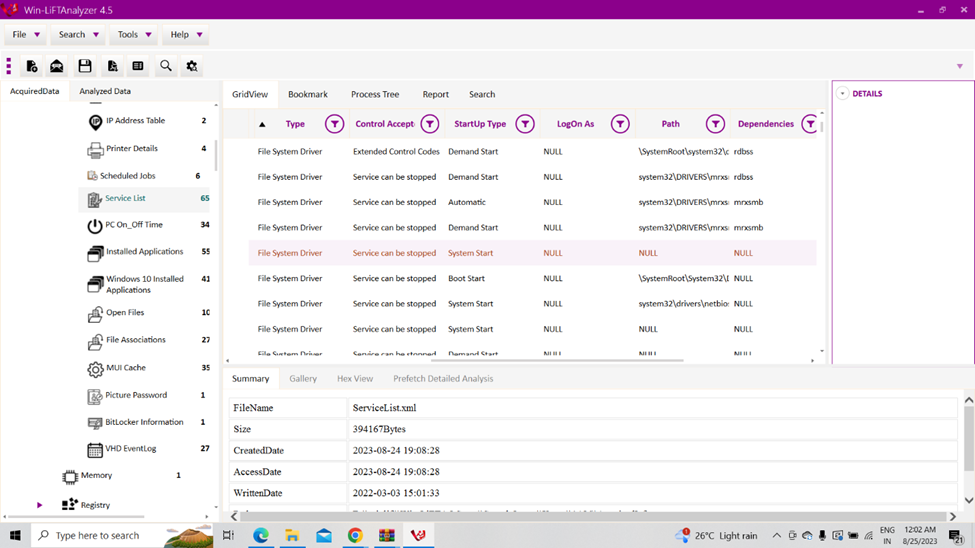 Win-LiFTAnalyzer 4.5
File Search Tools Help
AcquiredData Analyzed Data
IP Address Table 2
Printer Details 4
Scheduled Jobs 6
Service List 65
PC On_Off Time 34
Installed Applications 55
Windows 10 Installed Applications 41
Open Files 10
File Associations 27
MUI Cache 35
Picture Password 1
BitLocker Information 1
VHD EventLog 27
Memory 1
Registry
GridView Bookmark Process Tree Report Search
Type Control Accept StartUp Type LogOn As Path Dependencies
File System Driver Extended Control Codes Demand Start NULL \SystemRoot\system32\c rdbss
File System Driver Service can be stopped Demand Start NULL system32\DRIVERS\mrxs rdbss
File System Driver Service can be stopped Automatic NULL system32\DRIVERS\mrxs mrxsmb
File System Driver Service can be stopped Demand Start NULL system32\DRIVERS\mrxs mrxsmb
File System Driver Service can be stopped System Start NULL NULL NULL
File System Driver Service can be stopped Boot Start NULL \SystemRoot\System32\D NULL
File System Driver Service can be stopped System Start NULL system32\drivers\netbio NULL
File System Driver Service can be stopped System Start NULL NULL NULL
File System Driver Service can be stopped Demand Start NULL NULL NULL
DETAILS
Summary Gallery Hex View Prefetch Detailed Analysis
FileName ServiceList.xml
Size 394167Bytes
CreatedDate 2023-08-24 19:08:28
AccessDate 2023-08-24 19:08:28
WrittenDate 2022-03-03 15:01:33
Type here to search
26°C Light rain
ENG IN
12:02 AM
8/25/2023
21